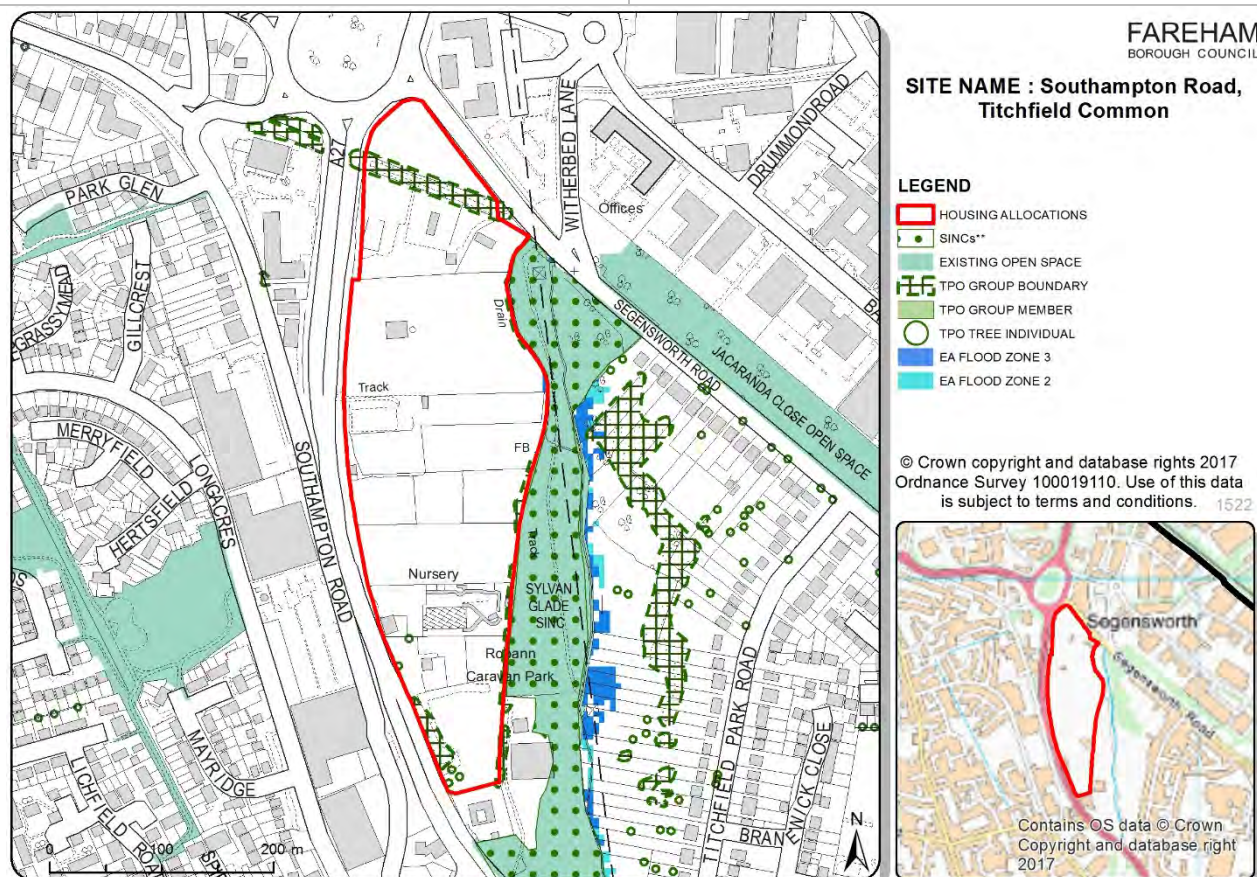 FAREHAM
BOROUGH COUNCIL
SITE NAME : Southampton Road,
Titchfield Common
LEGEND
HOUSING ALLOCATIONS
SINCs**
EXISTING OPEN SPACE
TPO GROUP BOUNDARY
TPO GROUP MEMBER
TPO TREE INDIVIDUAL
EA FLOOD ZONE 3
EA FLOOD ZONE 2
© Crown copyright and database rights 2017
Ordnance Survey 100019110. Use of this data
is subject to terms and conditions.
1522
A27
WITHERBED LANE
DRUMMOND ROAD
Offices
PARK GLEN
GILLCREST
Drain
SEGENSWORTH ROAD
JACARANDA CLOSE OPEN SPACE
Track
MERRYFIELD
HERTSFIELD
LONGACRES
SOUTHAMPTON ROAD
FB
Track
Nursery
SYLVAN
GLADE
SINC
Robann
Caravan Park
MAYRIDGE
LICHFIELD ROAD
TITCHFIELD PARK ROAD
EWICK CLOSE
BRAN
N
0 100 200 m
Segensworth
Segensworth Road
Contains OS data © Crown
Copyright and database right
2017